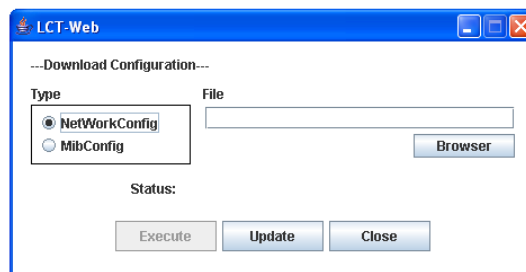 LCT-Web
---Download Configuration---
Type File
NetWorkConfig
MibConfig
Browser
Status:
Execute Update Close